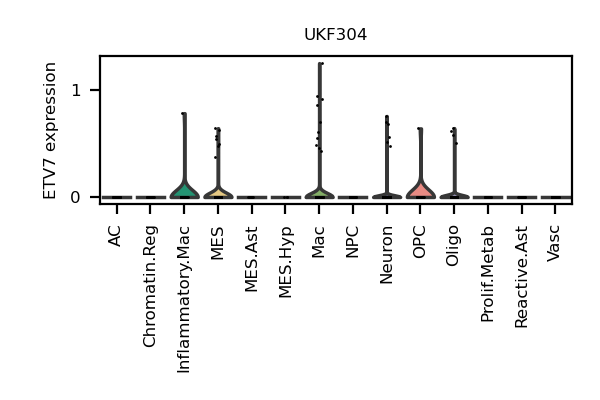 UKF304
ETV7 expression
1
0
AC
Chromatin.Reg
Inflammatory.Mac
MES
MES.Ast
MES.Hyp
Mac
NPC
Neuron
OPC
Oligo
Prolif.Metab
Reactive.Ast
Vasc